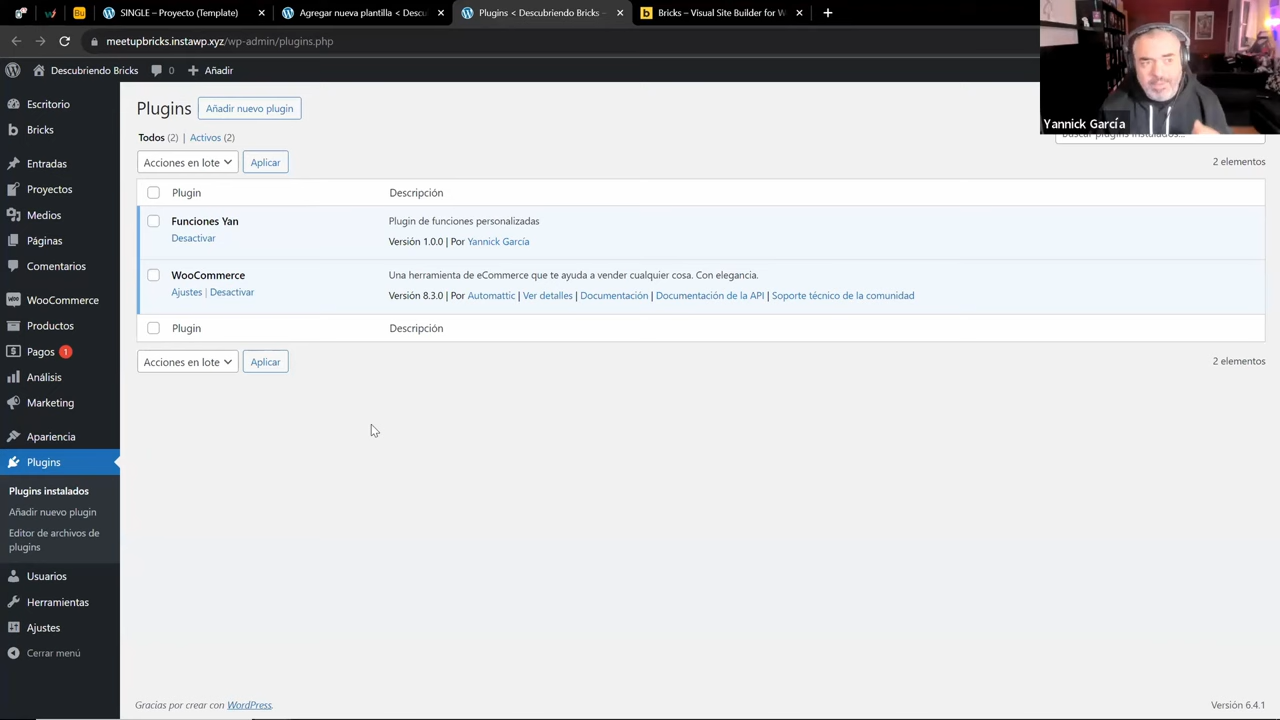 SINGLE – Proyecto (Template)
Agregar nueva plantilla < Descu
Plugins < Descubriendo Bricks –
Bricks – Visual Site Builder for W
meetupbricks.instawp.xyz/wp-admin/plugins.php
Descubriendo Bricks
0
Añadir
Yannick García
Escritorio
Bricks
Entradas
Proyectos
Medios
Páginas
Comentarios
WooCommerce
Productos
Pagos 1
Análisis
Marketing
Apariencia
Plugins
Plugins instalados
Añadir nuevo plugin
Editor de archivos de
plugins
Usuarios
Herramientas
Ajustes
Cerrar menú
Plugins
Añadir nuevo plugin
Todos (2) | Activos (2)
Buscar plugins instalados...
Acciones en lote
Aplicar
2 elementos
Plugin
Descripción
Funciones Yan
Desactivar
Plugin de funciones personalizadas
Versión 1.0.0 | Por Yannick García
WooCommerce
Ajustes | Desactivar
Una herramienta de eCommerce que te ayuda a vender cualquier cosa. Con elegancia.
Versión 8.3.0 | Por Automattic | Ver detalles | Documentación | Documentación de la API | Soporte técnico de la comunidad
Plugin
Descripción
Acciones en lote
Aplicar
2 elementos
Gracias por crear con WordPress.
Versión 6.4.1